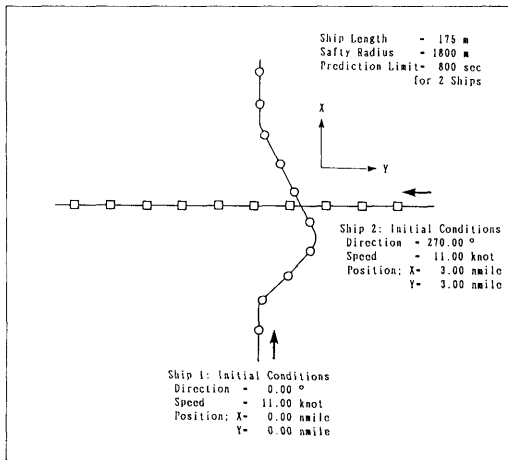 Ship Length - 175 m
Safty Radius - 1800 m
Prediction Limit- 800 sec
for 2 Ships
X
Y
Ship 2: Initial Conditions
Direction - 270.00 °
Speed - 11.00 knot
Position; X- 3.00 nmile
Y- 3.00 nmile
Ship 1: Initial Conditions
Direction - 0.00 °
Speed - 11.00 knot
Position; X- 0.00 nmile
Y- 0.00 nmile